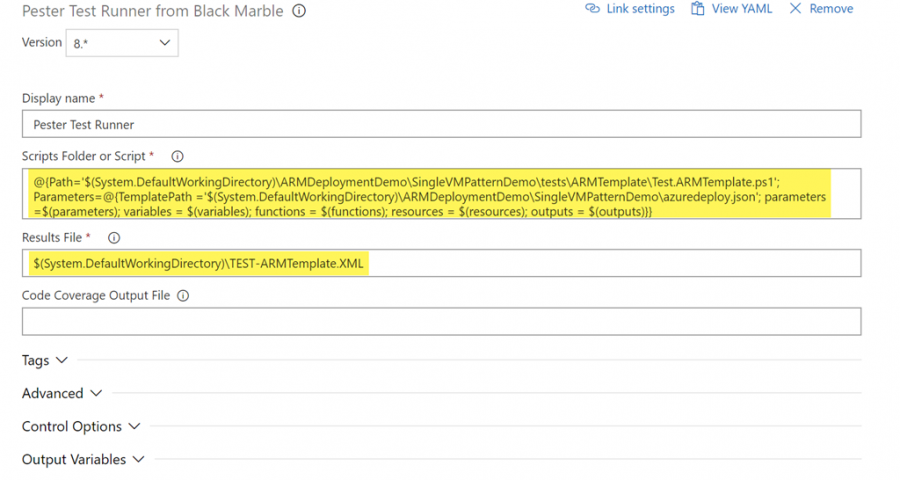 Pester Test Runner from Black Marble
Link settings View YAML Remove
Version 8.*
Display name *
Pester Test Runner
Scripts Folder or Script *
@{Path='$(System.DefaultWorkingDirectory)\ARMDeploymentDemo\SingleVMPatternDemo\tests\ARMTemplate\Test.ARMTemplate.ps1';
Parameters=@{TemplatePath ='$(System.DefaultWorkingDirectory)\ARMDeploymentDemo\SingleVMPatternDemo\azuredeploy.json'; parameters
=$(parameters); variables = $(variables); functions = $(functions); resources = $(resources); outputs = $(outputs)}}
Results File *
$(System.DefaultWorkingDirectory)\TEST-ARMTemplate.XML
Code Coverage Output File
Tags
Advanced
Control Options
Output Variables